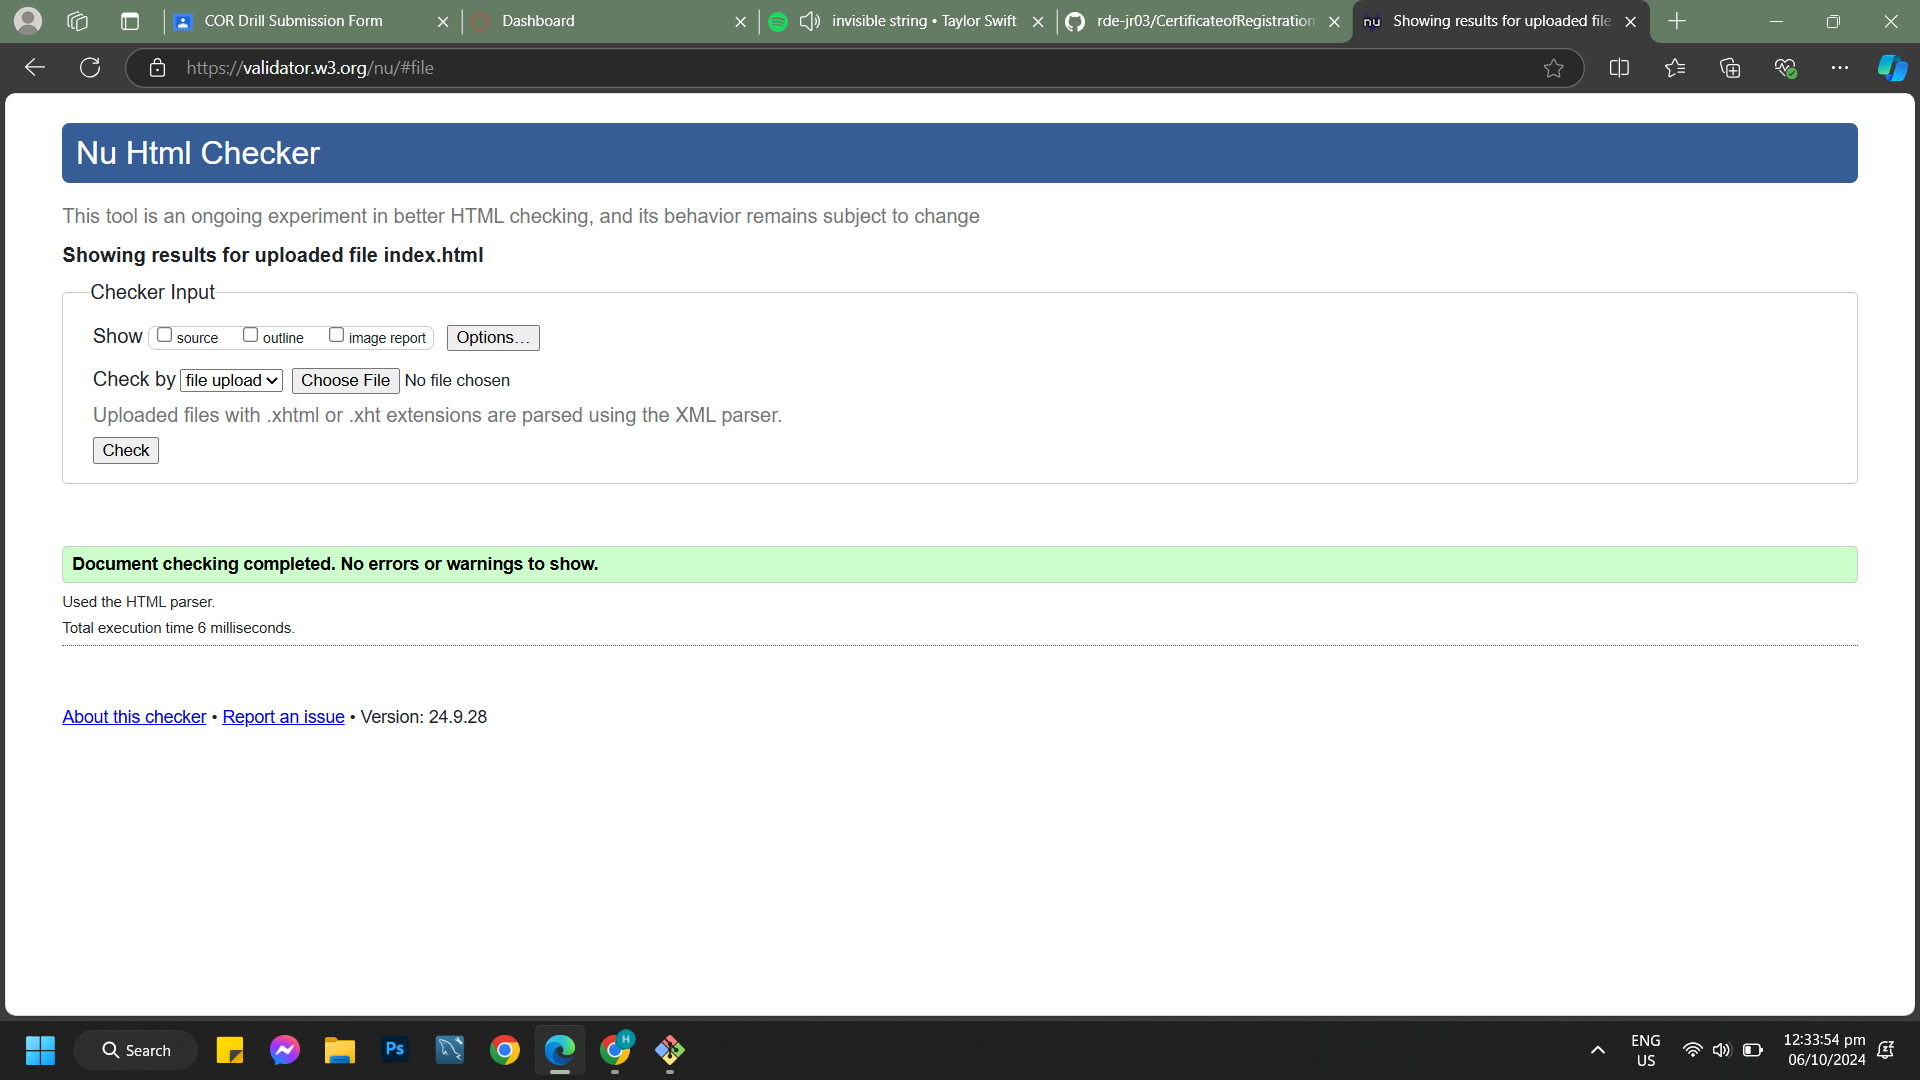 COR Drill Submission Form
Dashboard
invisible string • Taylor Swift
rde-jr03/CertificateofRegistration
nu
Showing results for uploaded file
https://validator.w3.org/nu/#file
Nu Html Checker
This tool is an ongoing experiment in better HTML checking, and its behavior remains subject to change
Showing results for uploaded file index.html
Checker Input
Show source outline image report Options…
Check by file upload Choose File No file chosen
Uploaded files with .xhtml or .xht extensions are parsed using the XML parser.
Check
Document checking completed. No errors or warnings to show.
Used the HTML parser.
Total execution time 6 milliseconds.
About this checker • Report an issue • Version: 24.9.28
Search
Ps
H
ENG
US
12:33:54 pm
06/10/2024